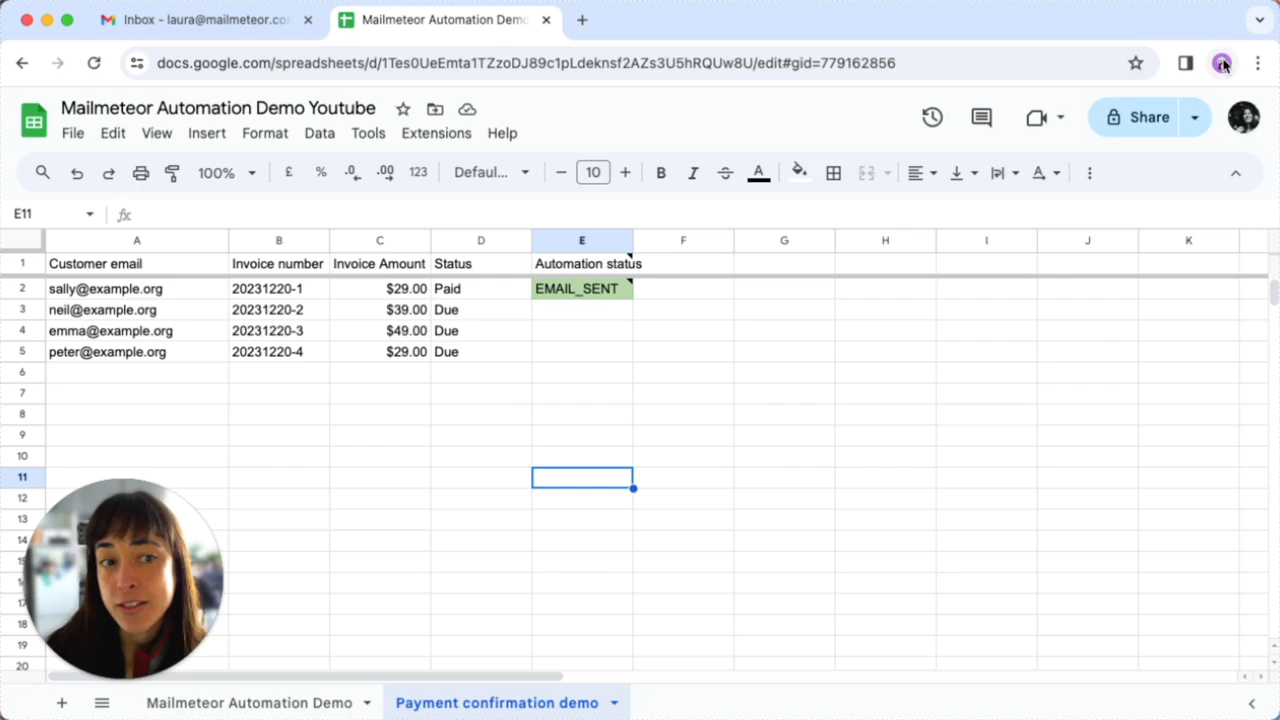 Inbox - laura@mailmeteor.co
Mailmeteor Automation Demo
docs.google.com/spreadsheets/d/1Tes0UeEmta1TZzoDJ89c1pLdeknsf2AZs3U5hRQUw8U/edit#gid=779162856
Mailmeteor Automation Demo Youtube
File Edit View Insert Format Data Tools Extensions Help
Share
100% £ % .0 .00 123 Defaul... 10 B I S A
E11 fx
A B C D E F G H I J K
1 Customer email Invoice number Invoice Amount Status Automation status
2 sally@example.org 20231220-1 $29.00 Paid EMAIL_SENT
3 neil@example.org 20231220-2 $39.00 Due
4 emma@example.org 20231220-3 $49.00 Due
5 peter@example.org 20231220-4 $29.00 Due
6
7
8
9
10
11
12
13
14
15
17
18
19
20
Mailmeteor Automation Demo Payment confirmation demo